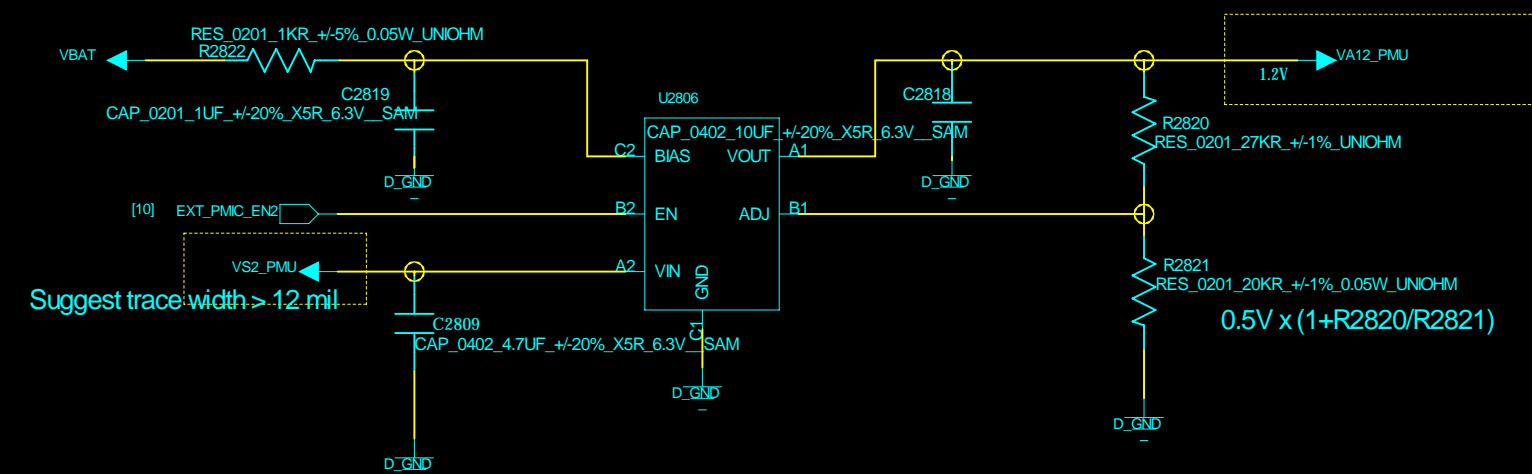 RES_0201_1KR_+/-5%_0.05W_UNIOHM
VBAT
R2822
VA12_PMU
1.2V
C2819
CAP_0201_1UF_+/-20%_X5R_6.3V__SAM
U2806
C2818
CAP_0402_10UF_+/-20%_X5R_6.3V__SAM
R2820
RES_0201_27KR_+/-1%_UNIOHM
C2 BIAS VOUT A1
D_GND
D_GND
[10] EXT_PMIC_EN2
B2 EN ADJ B1
VS2_PMU
A2 VIN
GND
C1
R2821
RES_0201_20KR_+/-1%_0.05W_UNIOHM
Suggest trace width > 12 mil
0.5V x (1+R2820/R2821)
C2809
CAP_0402_4.7UF_+/-20%_X5R_6.3V__SAM
D_GND
D_GND
D_GND